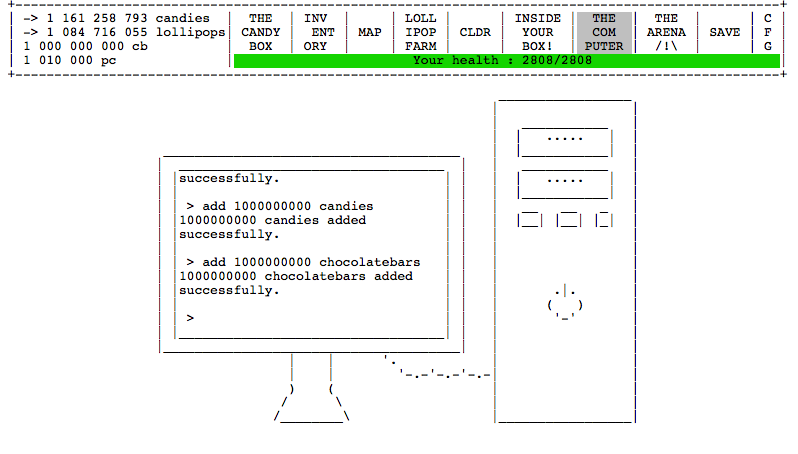 -> 1 161 258 793 candies THE INV LOLL INSIDE THE THE C
-> 1 084 716 055 lollipops CANDY ENT MAP IPOP CLDR YOUR COM ARENA SAVE F
1 000 000 000 cb BOX ORY FARM BOX! PUTER /!\ G
1 010 000 pc Your health : 2808/2808
.....
successfully.
.....
> add 1000000000 candies
1000000000 candies added
successfully.
> add 1000000000 chocolatebars
1000000000 chocolatebars added
successfully.
>